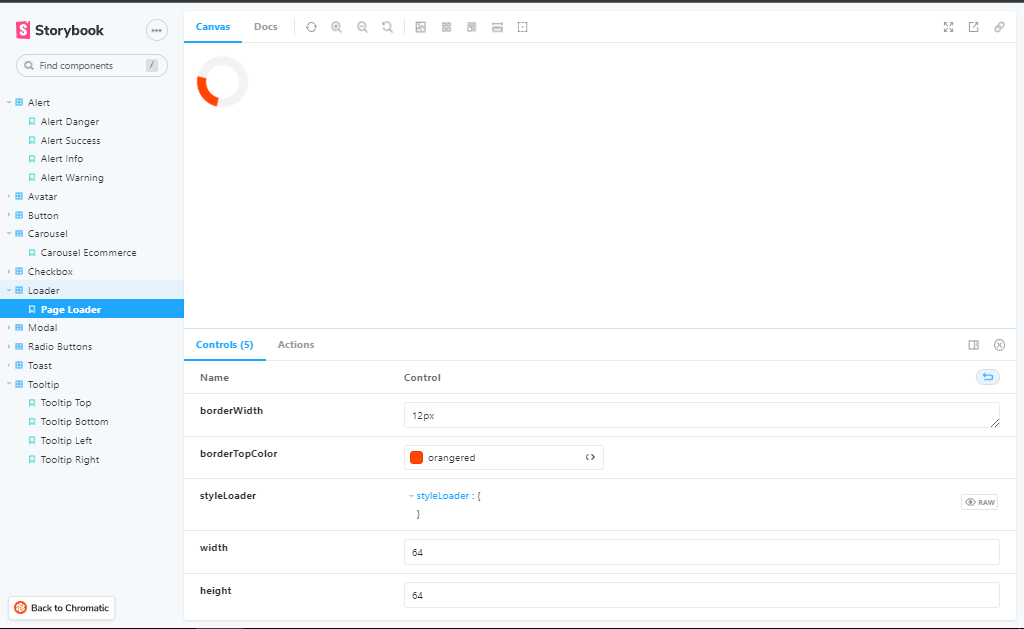 Storybook
Find components /
Alert
Alert Danger
Alert Success
Alert Info
Alert Warning
Avatar
Button
Carousel
Carousel Ecommerce
Checkbox
Loader
Page Loader
Modal
Radio Buttons
Toast
Tooltip
Tooltip Top
Tooltip Bottom
Tooltip Left
Tooltip Right
Back to Chromatic
Canvas Docs
Controls (5) Actions
Name Control
borderWidth 12px
borderTopColor orangered
styleLoader - styleLoader : { RAW
}
width 64
height 64